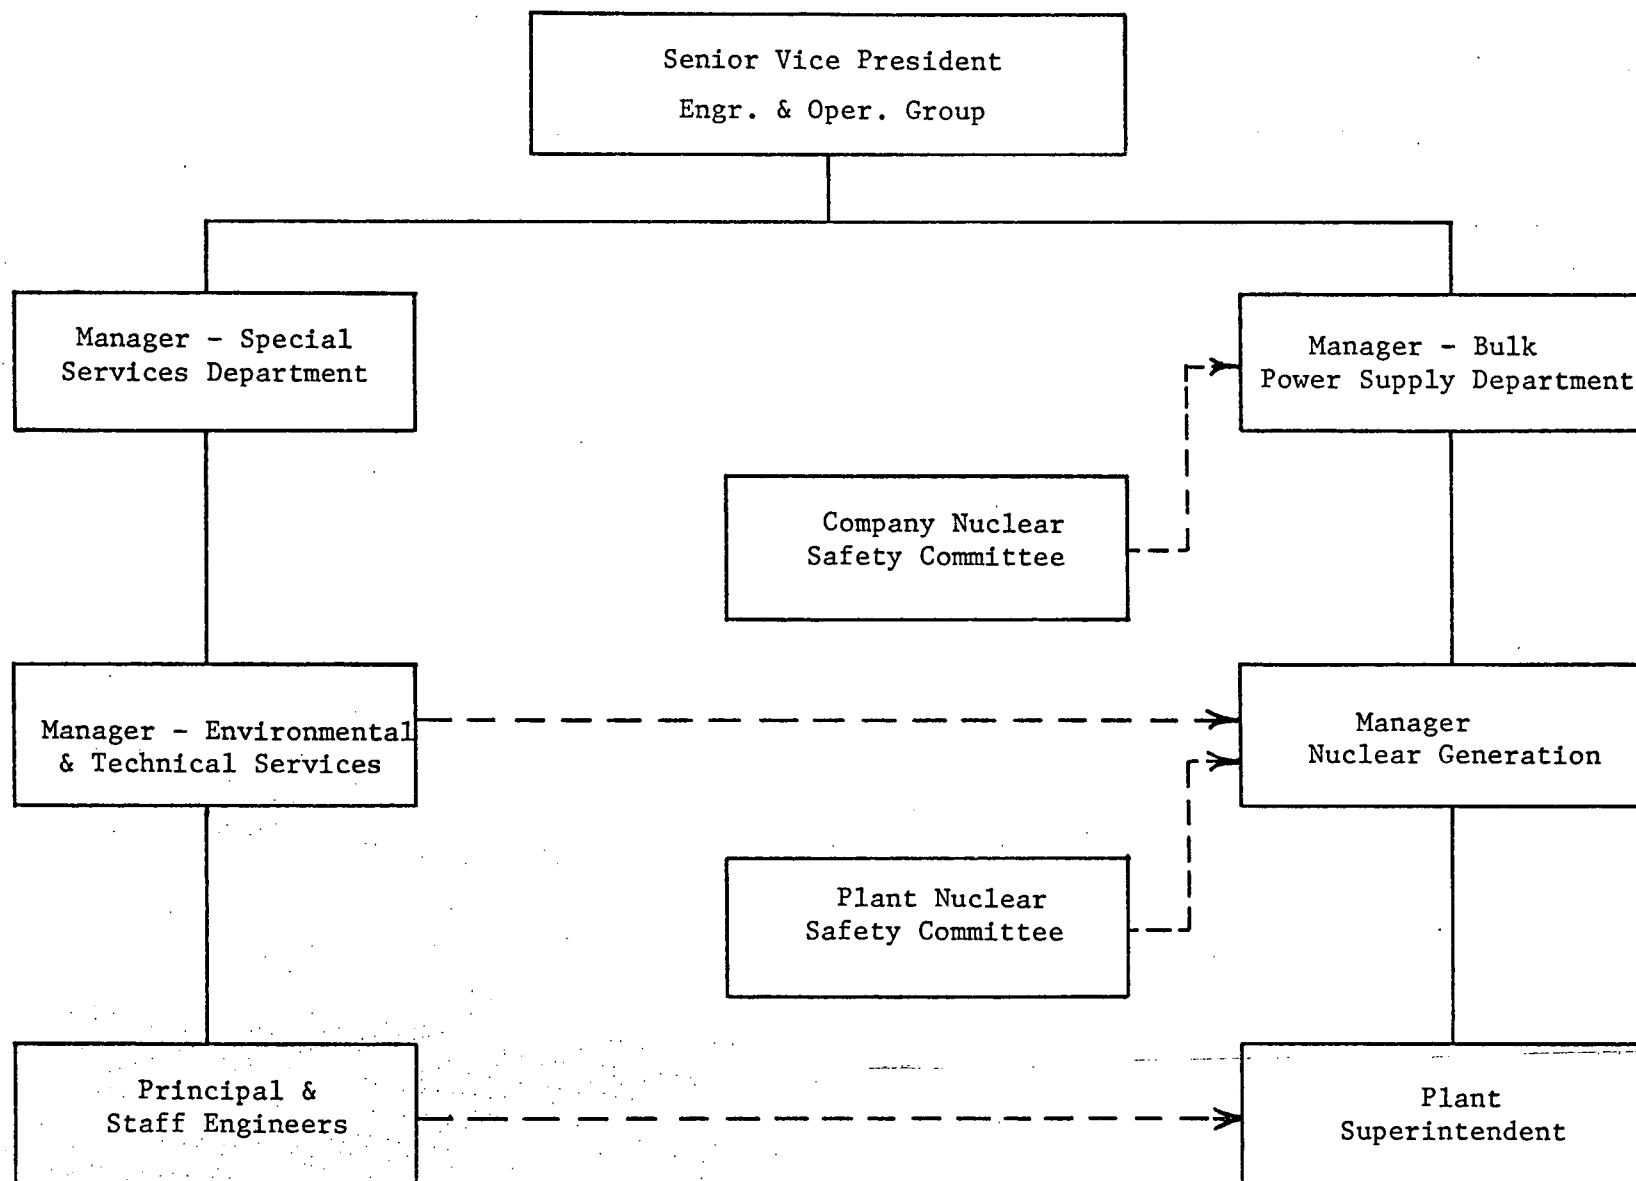 Senior Vice President
Engr. & Oper. Group
Manager - Special
Services Department
Manager - Bulk
Power Supply Department
Company Nuclear
Safety Committee
Manager - Environmental
& Technical Services
Manager
Nuclear Generation
Plant Nuclear
Safety Committee
Principal &
Staff Engineers
Plant
Superintendent